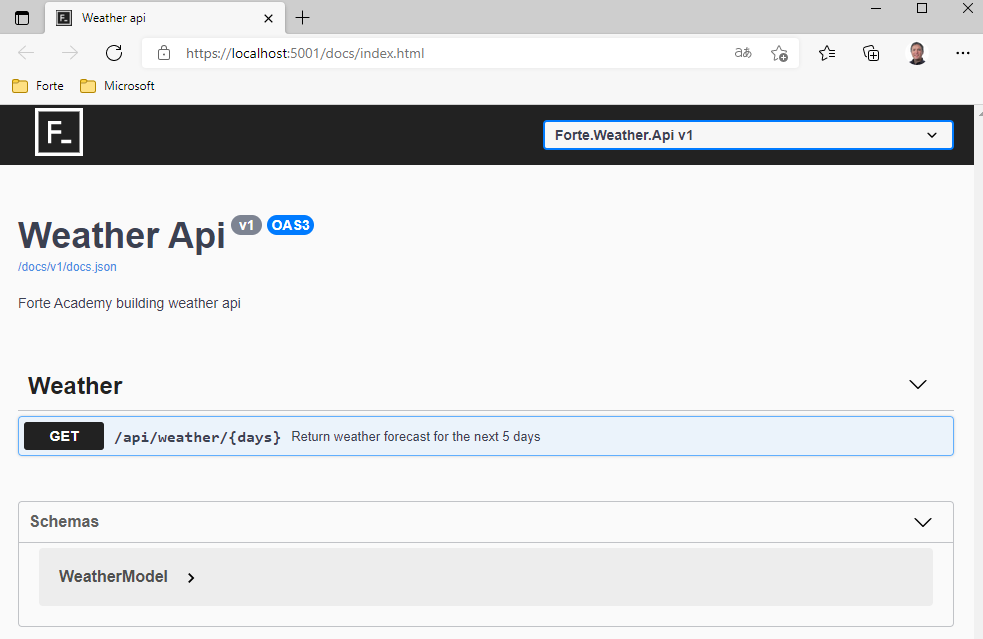 Weather api
https://localhost:5001/docs/index.html
aあ
Forte
Microsoft
F_
Forte.Weather.Api v1
Weather Api v1 OAS3
/docs/v1/docs.json
Forte Academy building weather api
Weather
GET /api/weather/{days} Return weather forecast for the next 5 days
Schemas
WeatherModel